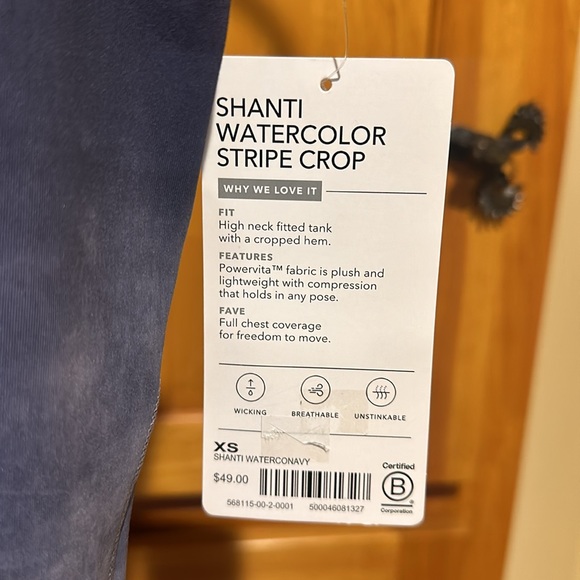 SHANTI
WATERCOLOR
STRIPE CROP
WHY WE LOVE IT
FIT
High neck fitted tank
with a cropped hem.
FEATURES
Powervita™ fabric is plush and
lightweight with compression
that holds in any pose.
FAVE
Full chest coverage
for freedom to move.
WICKING BREATHABLE UNSTINKABLE
XS
SHANTI WATERCONAVY
$49.00
568115-00-2-0001 500046081327
Certified
B
®
Corporation